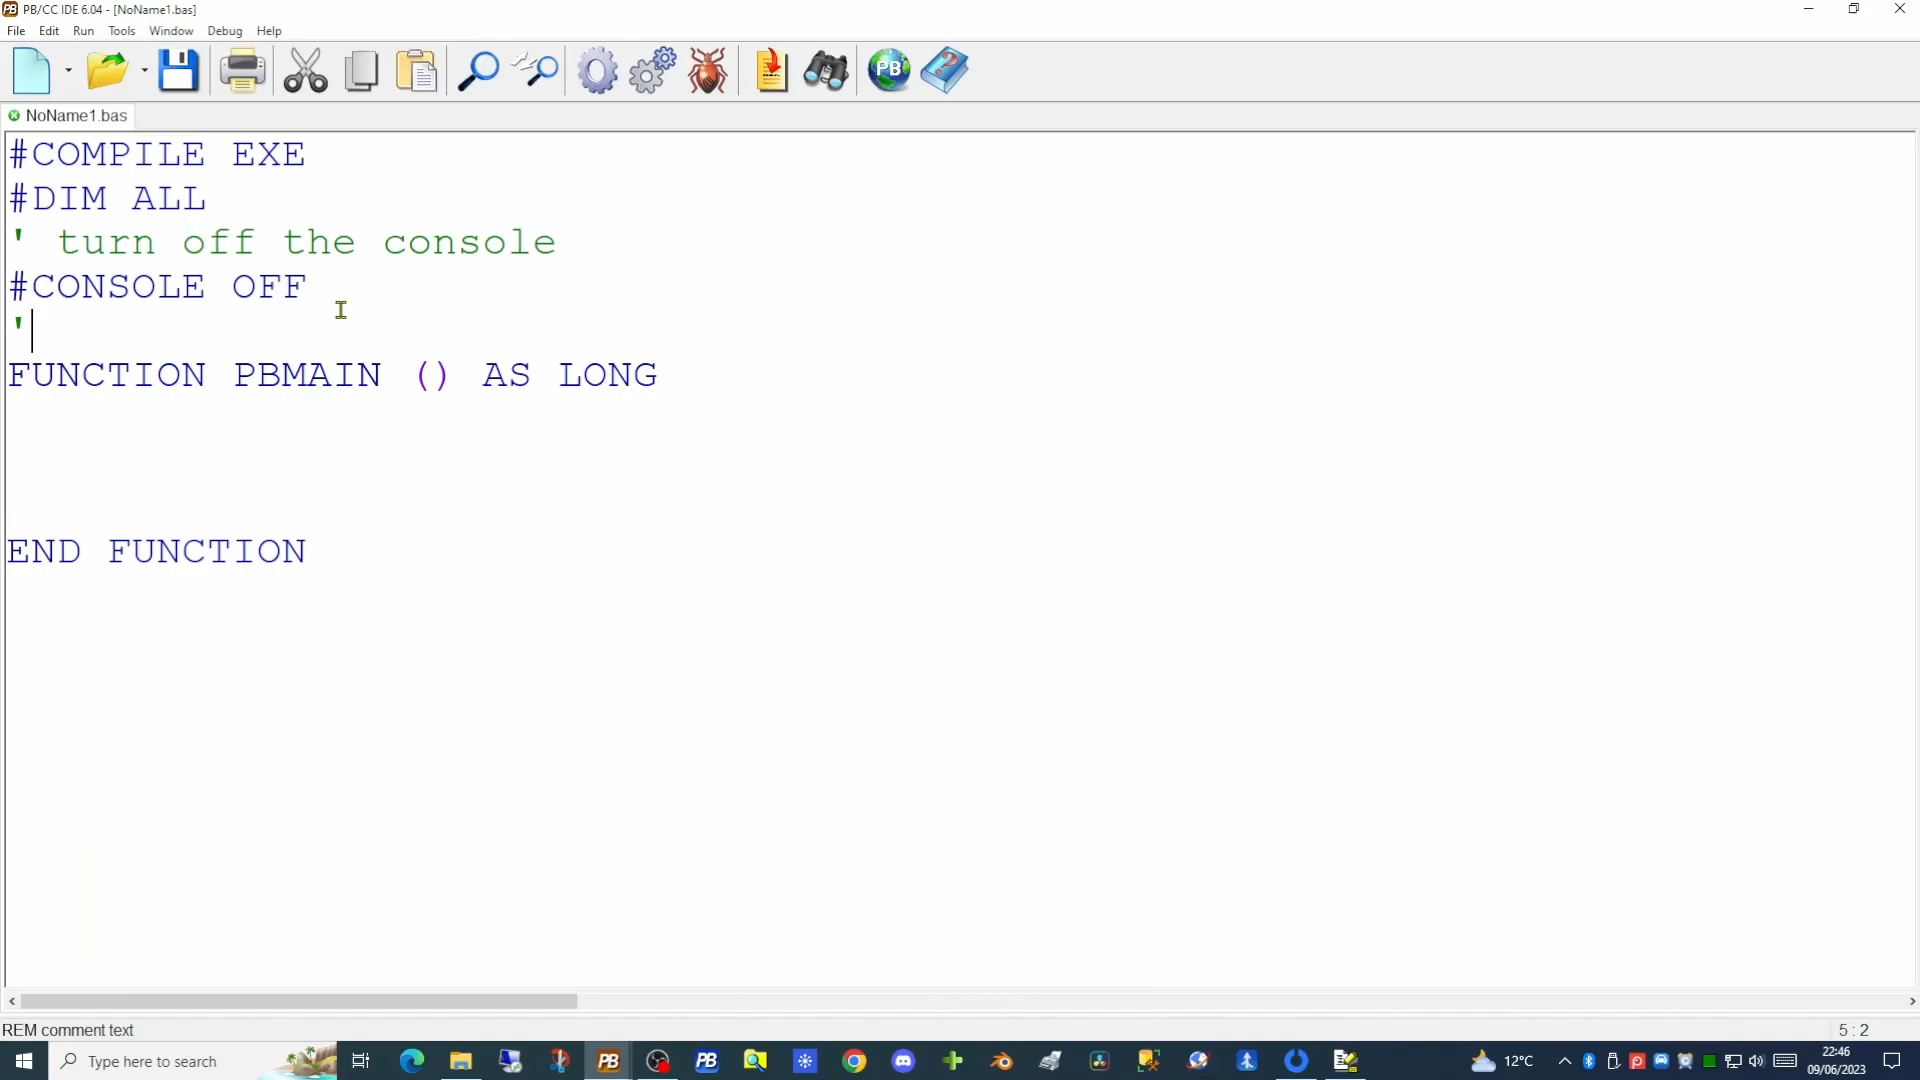 PB/CC IDE 6.04 - [NoName1.bas]
File Edit Run Tools Window Debug Help
NoName1.bas
#COMPILE EXE
#DIM ALL
' turn off the console
#CONSOLE OFF
'
FUNCTION PBMAIN () AS LONG
END FUNCTION
REM comment text 5 : 2
Type here to search 12°C 22:46
09/06/2023